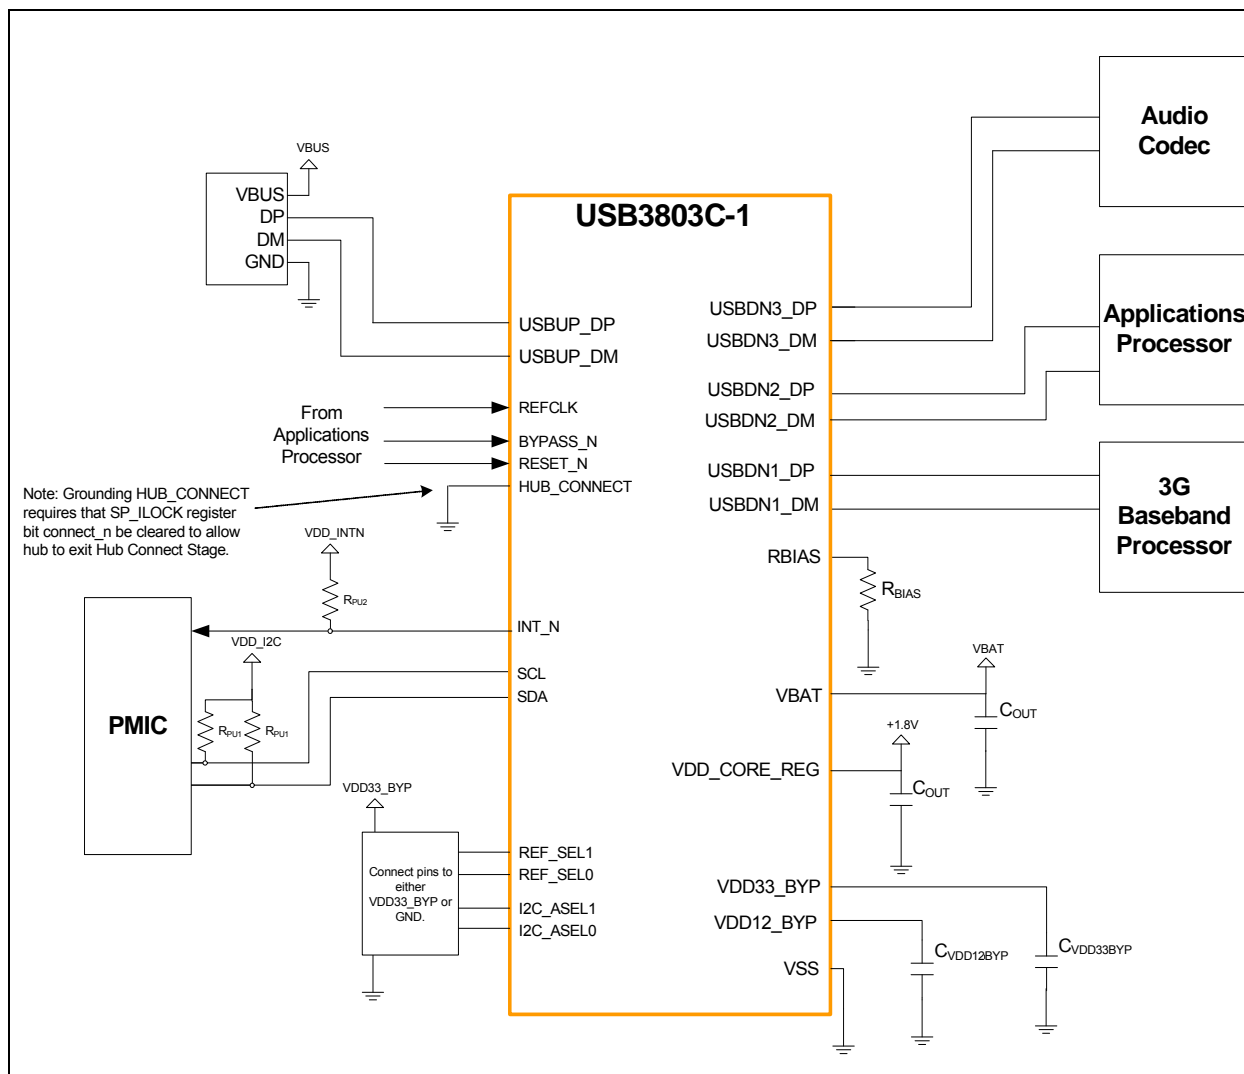 USB3803C-1
VBUS
VBUS
DP
DM
GND
USBUP_DP
USBUP_DM
From
Applications
Processor
REFCLK
BYPASS_N
RESET_N
HUB_CONNECT
Note: Grounding HUB_CONNECT
requires that SP_ILOCK register
bit connect_n be cleared to allow
hub to exit Hub Connect Stage.
VDD_INTN
RPU2
INT_N
VDD_I2C
SCL
SDA
PMIC
RPU1
RPU1
VDD33_BYP
Connect pins to
either
VDD33_BYP or
GND.
REF_SEL1
REF_SEL0
I2C_ASEL1
I2C_ASEL0
Audio
Codec
USBDN3_DP
USBDN3_DM
Applications
Processor
USBDN2_DP
USBDN2_DM
USBDN1_DP
USBDN1_DM
3G
Baseband
Processor
RBIAS
RBIAS
VBAT
VBAT
COUT
+1.8V
VDD_CORE_REG
COUT
VDD33_BYP
VDD12_BYP
CVDD12BYP
CVDD33BYP
VSS